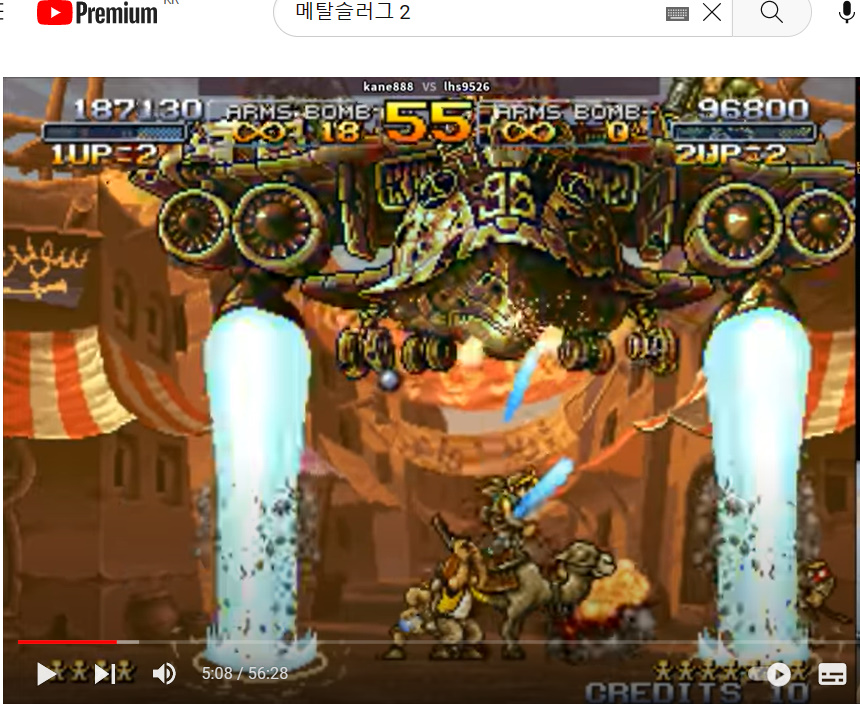 Premium KR
메탈슬러그 2
kane888 VS lhs9526
187130 ARMS BOMB 55 ARMS BOMB 96800
∞ 18 ∞ 0
1UP=2 2UP=2
5:08 / 56:28
CREDITS 10